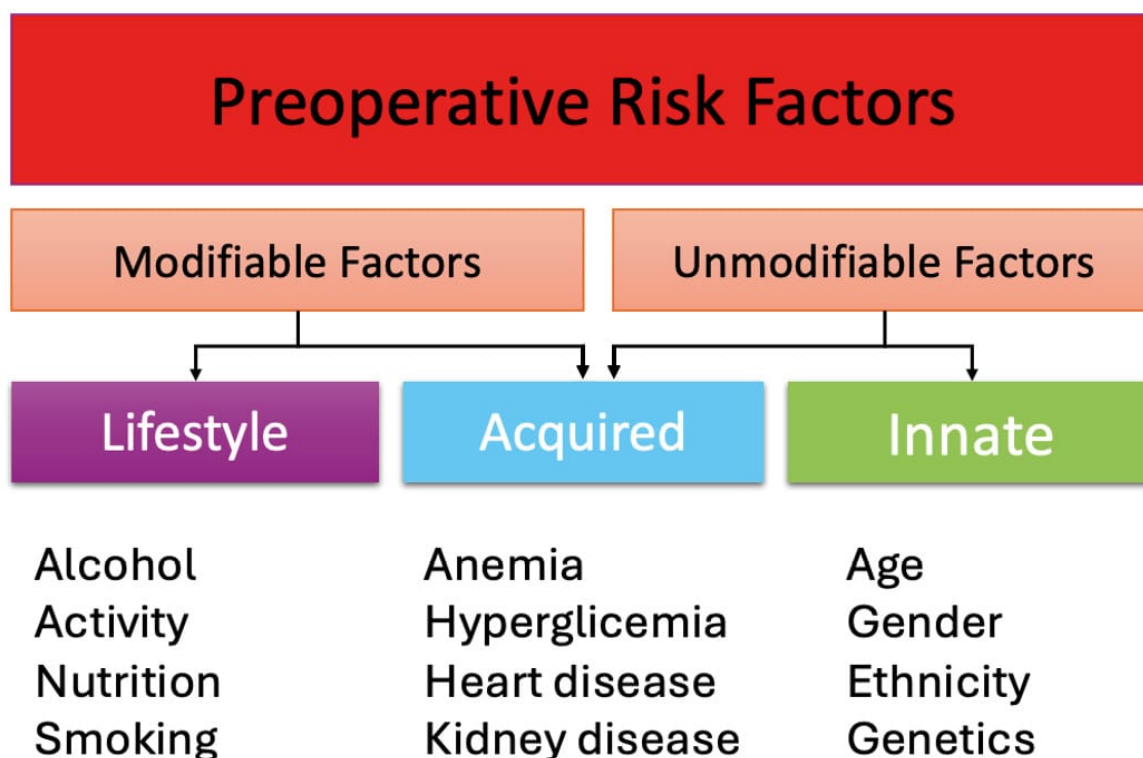 Preoperative Risk Factors
Modifiable Factors
Unmodifiable Factors
Lifestyle
Acquired
Innate
Alcohol
Activity
Nutrition
Smoking
Anemia
Hyperglicemia
Heart disease
Kidney disease
Age
Gender
Ethnicity
Genetics